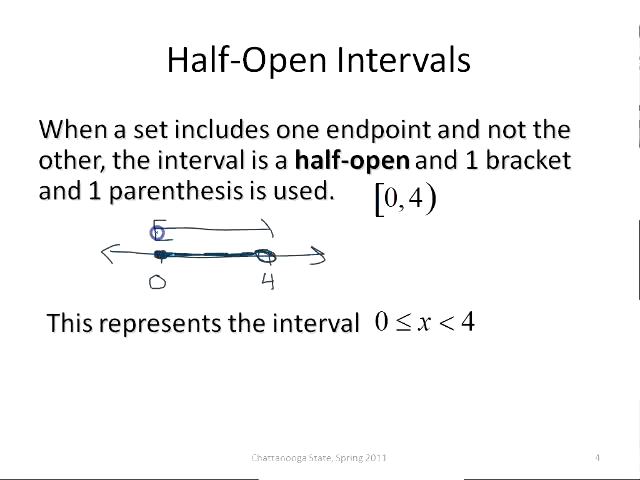 Half-Open Intervals
When a set includes one endpoint and not the
other, the interval is a half-open and 1 bracket
and 1 parenthesis is used. [0,4)
[ )
0 4
This represents the interval 0 ≤ x < 4
Chattanooga State, Spring 2011 4